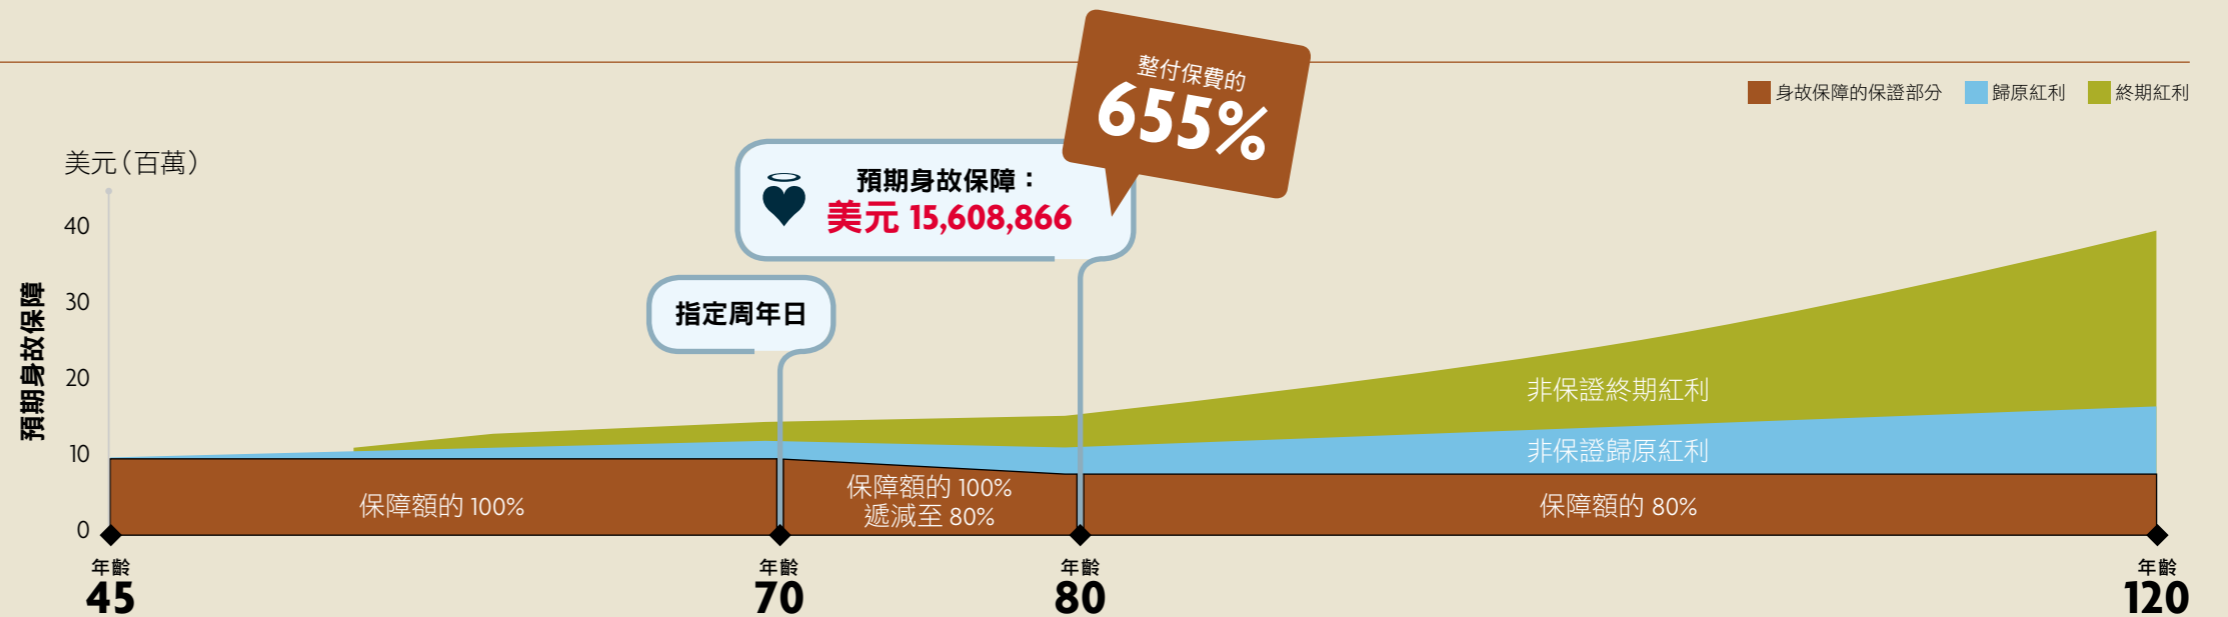 整付保費的
655%
身故保障的保證部分
歸原紅利
終期紅利
美元(百萬)
預期身故保障:
美元 15,608,866
指定周年日
預期身故保障
40
30
20
10
0
非保證終期紅利
非保證歸原紅利
保障額的 100%
保障額的 100%
遞減至 80%
保障額的 80%
年齡
45
年齡
70
年齡
80
年齡
120